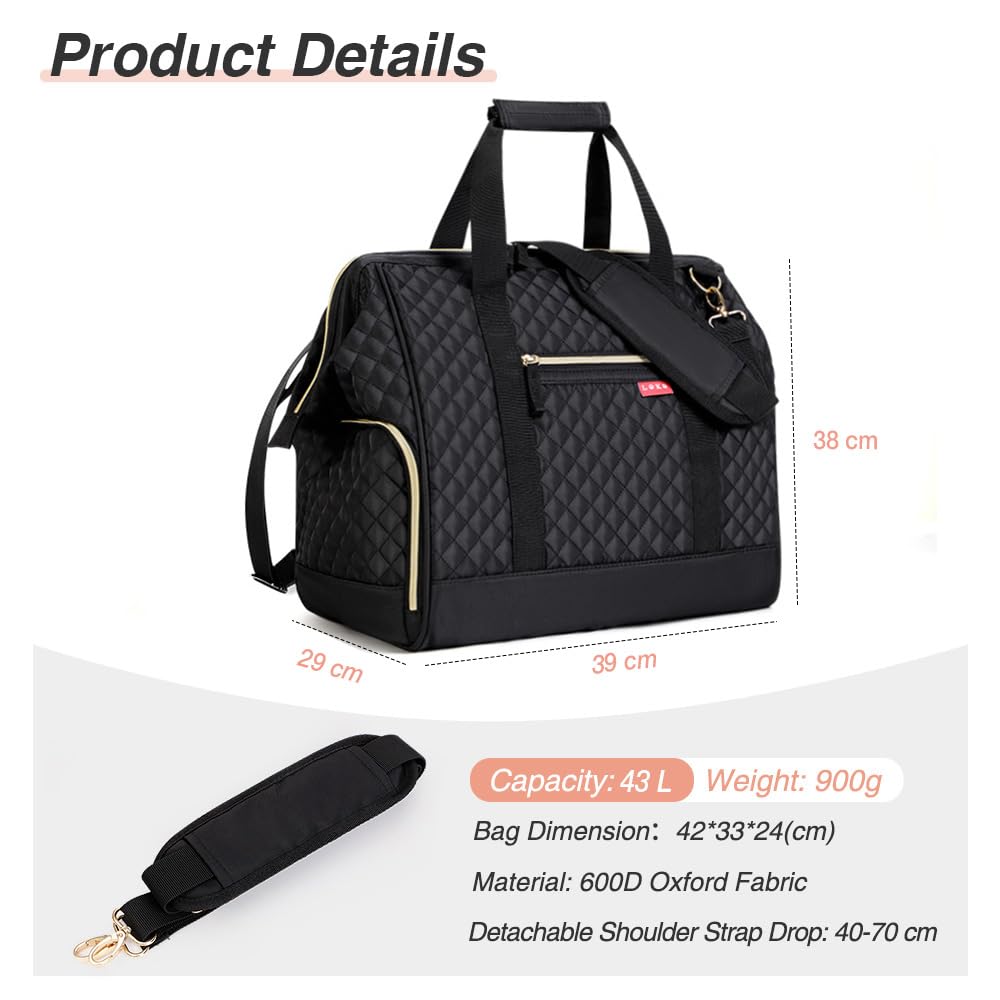 Product Details
LeKe
38 cm
29 cm
39 cm
Capacity: 43 L Weight: 900g
Bag Dimension: 42*33*24(cm)
Material: 600D Oxford Fabric
Detachable Shoulder Strap Drop: 40-70 cm